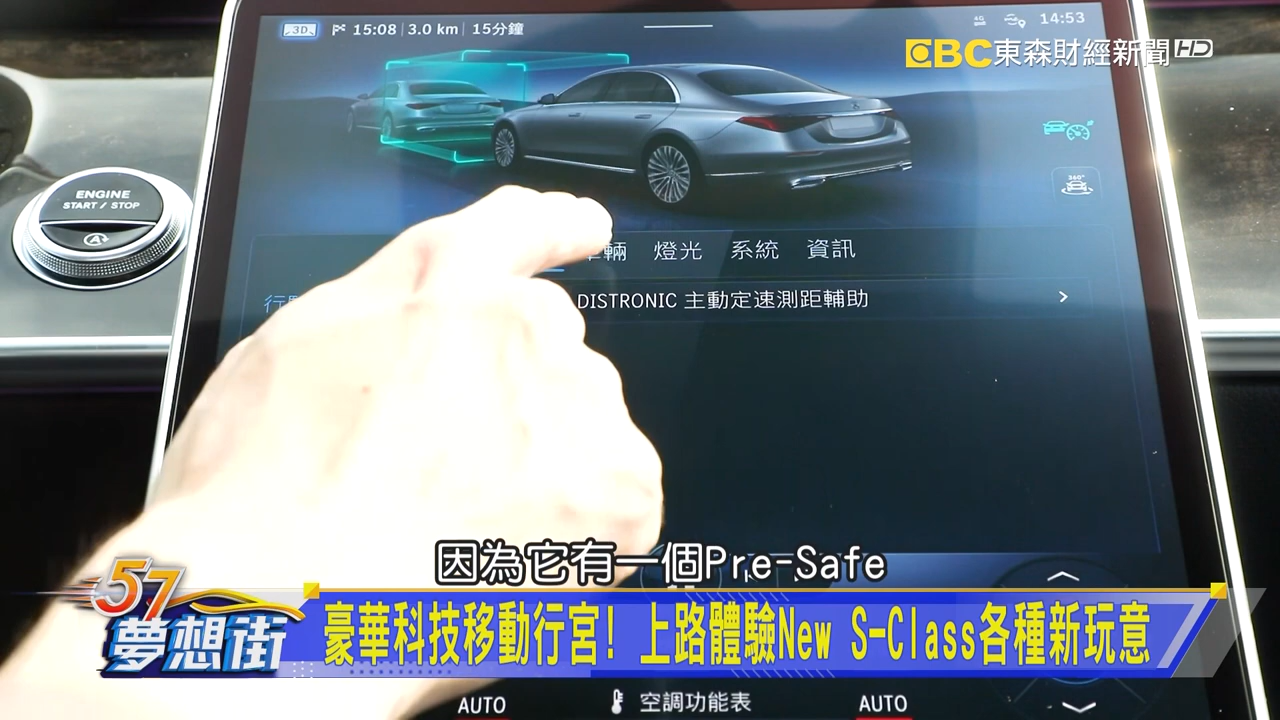 3D 15:08 3.0 km 15分鐘
4G
14:53
EBC 東森財經新聞 HD
360°
ENGINE
START / STOP
A
輛 燈光 系統 資訊
行
DISTRONIC 主動定速測距輔助
因為它有一個Pre-Safe
57
夢想街
豪華科技移動行宮! 上路體驗New S-Class各種新玩意
AUTO 空調功能表 AUTO